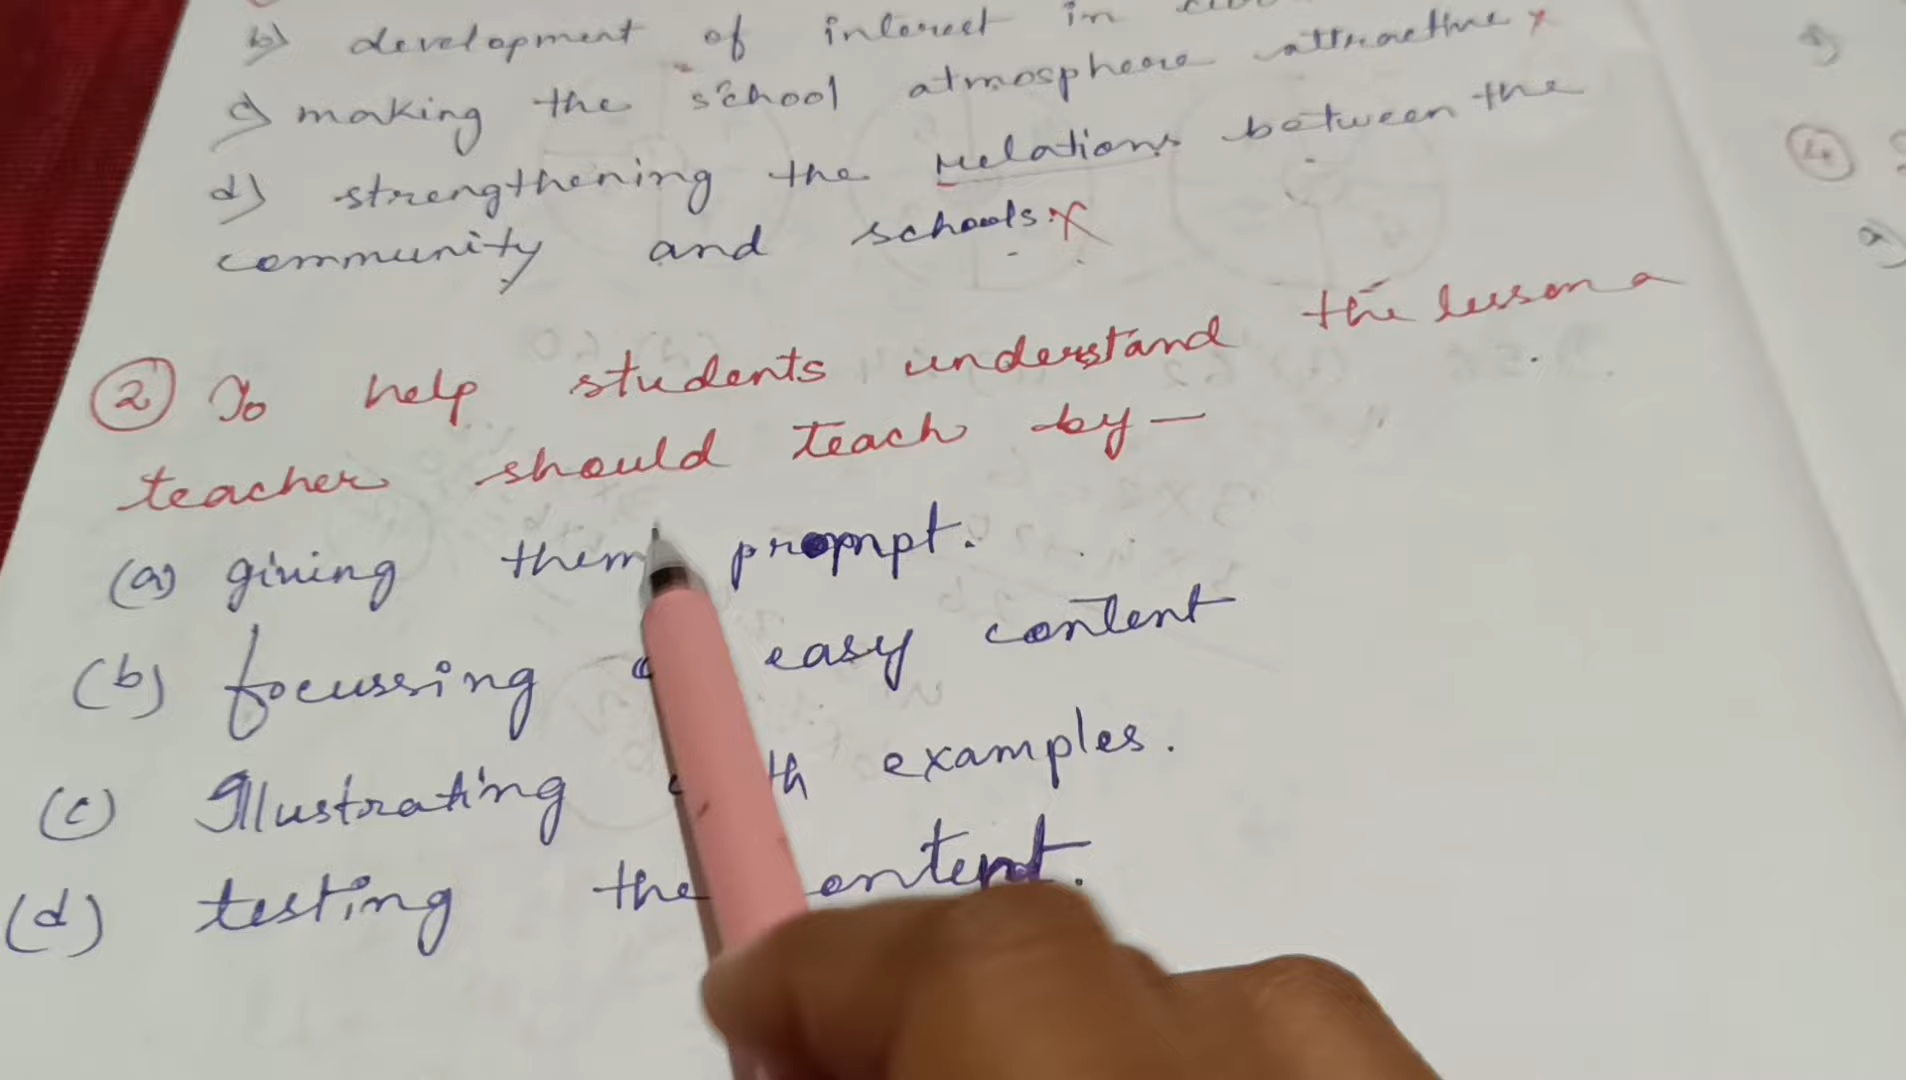 b) development of interest in
c) making the school atmosphere attractive x
d) strengthening the relations between the
community and schools. x
② To help students understand the lesson a
teacher should teach by —
(a) giving them prompt.
(b) focussing easy content
(c) Illustrating examples.
(d) testing the content.
4
a)